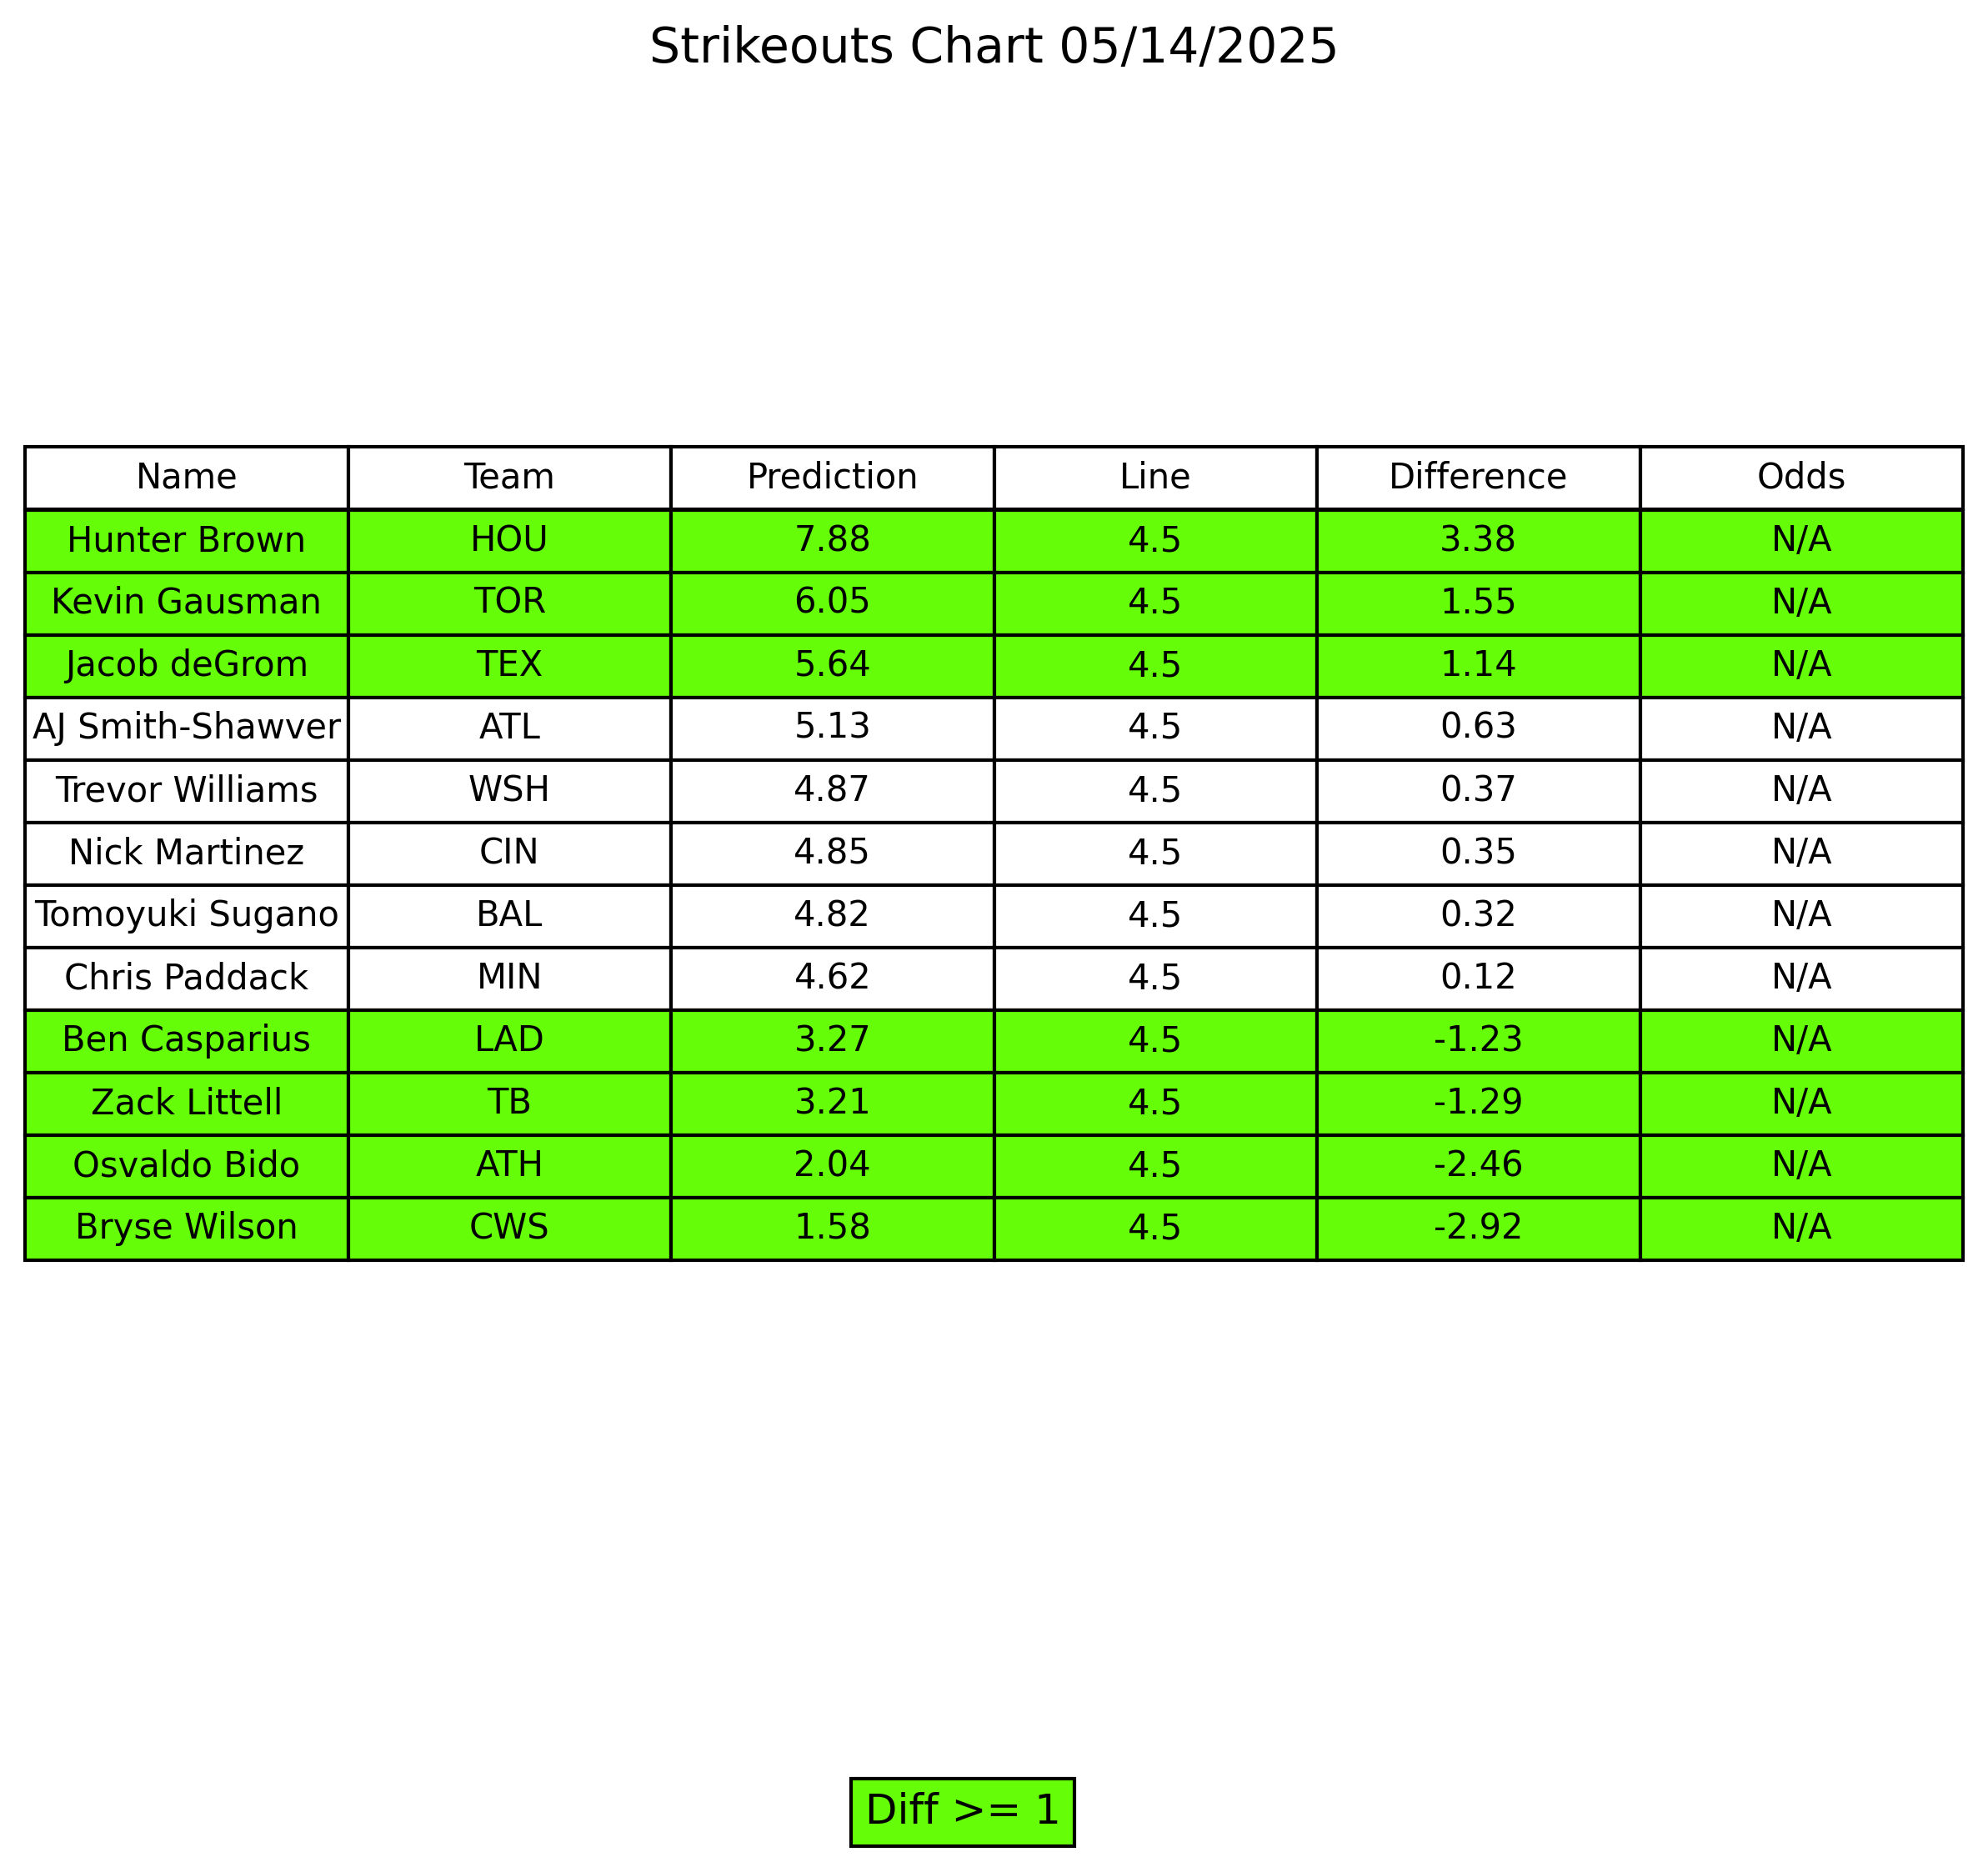 Strikeouts Chart 05/14/2025
Name Team Prediction Line Difference Odds
Hunter Brown HOU 7.88 4.5 3.38 N/A
Kevin Gausman TOR 6.05 4.5 1.55 N/A
Jacob deGrom TEX 5.64 4.5 1.14 N/A
AJ Smith-Shawver ATL 5.13 4.5 0.63 N/A
Trevor Williams WSH 4.87 4.5 0.37 N/A
Nick Martinez CIN 4.85 4.5 0.35 N/A
Tomoyuki Sugano BAL 4.82 4.5 0.32 N/A
Chris Paddack MIN 4.62 4.5 0.12 N/A
Ben Casparius LAD 3.27 4.5 -1.23 N/A
Zack Littell TB 3.21 4.5 -1.29 N/A
Osvaldo Bido ATH 2.04 4.5 -2.46 N/A
Bryse Wilson CWS 1.58 4.5 -2.92 N/A
Diff >= 1